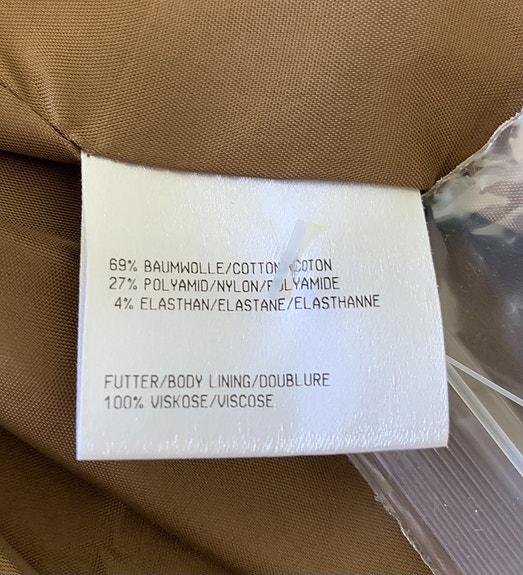 69% BAUMWOLLE/COTTON COTON
27% POLYAMID/NYLON/POLYAMIDE
4% ELASTHAN/ELASTANE/ELASTHANNE
FUTTER/BODY LINING/DOUBLURE
100% VISKOSE/VISCOSE